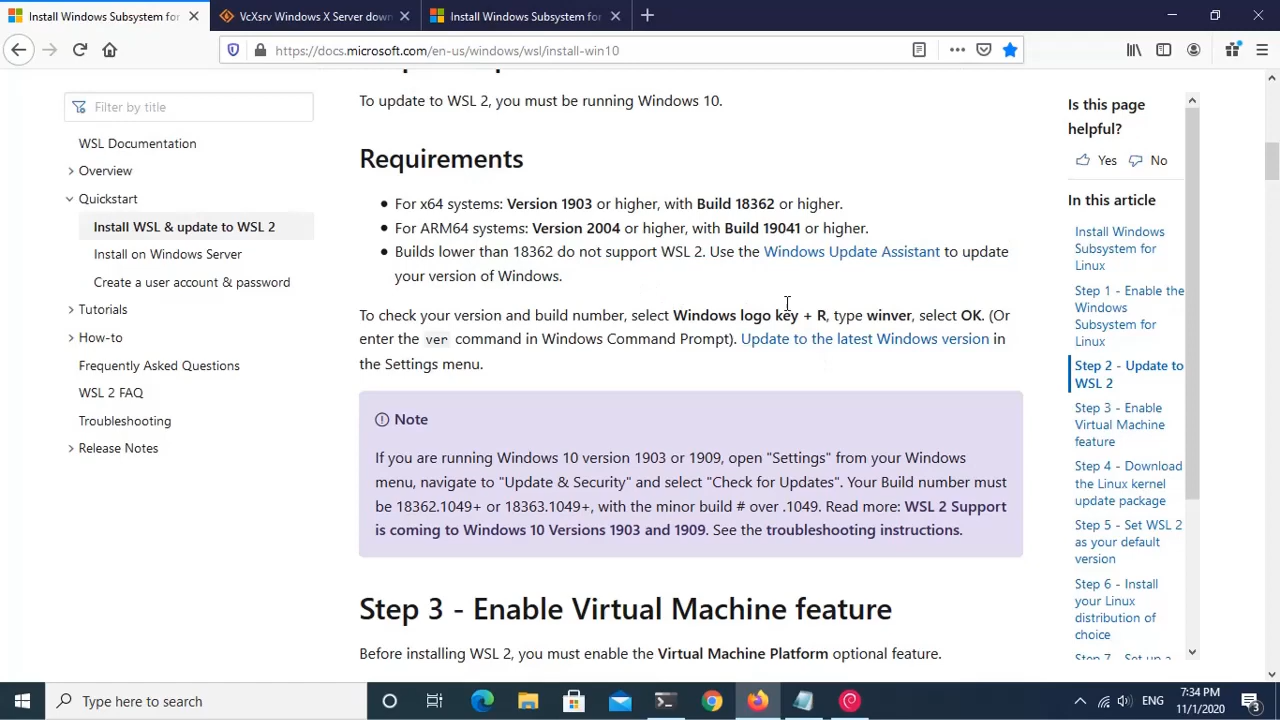 Install Windows Subsystem for
VcXsrv Windows X Server down
Install Windows Subsystem for
https://docs.microsoft.com/en-us/windows/wsl/install-win10
Filter by title
WSL Documentation
Overview
Quickstart
Install WSL & update to WSL 2
Install on Windows Server
Create a user account & password
Tutorials
How-to
Frequently Asked Questions
WSL 2 FAQ
Troubleshooting
Release Notes
To update to WSL 2, you must be running Windows 10.
Requirements
For x64 systems: Version 1903 or higher, with Build 18362 or higher.
For ARM64 systems: Version 2004 or higher, with Build 19041 or higher.
Builds lower than 18362 do not support WSL 2. Use the Windows Update Assistant to update
your version of Windows.
To check your version and build number, select Windows logo key + R, type winver, select OK. (Or
enter the ver command in Windows Command Prompt). Update to the latest Windows version in
the Settings menu.
Note
If you are running Windows 10 version 1903 or 1909, open "Settings" from your Windows
menu, navigate to "Update & Security" and select "Check for Updates". Your Build number must
be 18362.1049+ or 18363.1049+, with the minor build # over .1049. Read more: WSL 2 Support
is coming to Windows 10 Versions 1903 and 1909. See the troubleshooting instructions.
Step 3 - Enable Virtual Machine feature
Before installing WSL 2, you must enable the Virtual Machine Platform optional feature.
Is this page
helpful?
Yes No
In this article
Install Windows
Subsystem for
Linux
Step 1 - Enable the
Windows
Subsystem for
Linux
Step 2 - Update to
WSL 2
Step 3 - Enable
Virtual Machine
feature
Step 4 - Download
the Linux kernel
update package
Step 5 - Set WSL 2
as your default
version
Step 6 - Install
your Linux
distribution of
choice
Step 7 - Set up a
Type here to search
ENG
7:34 PM
11/1/2020
3